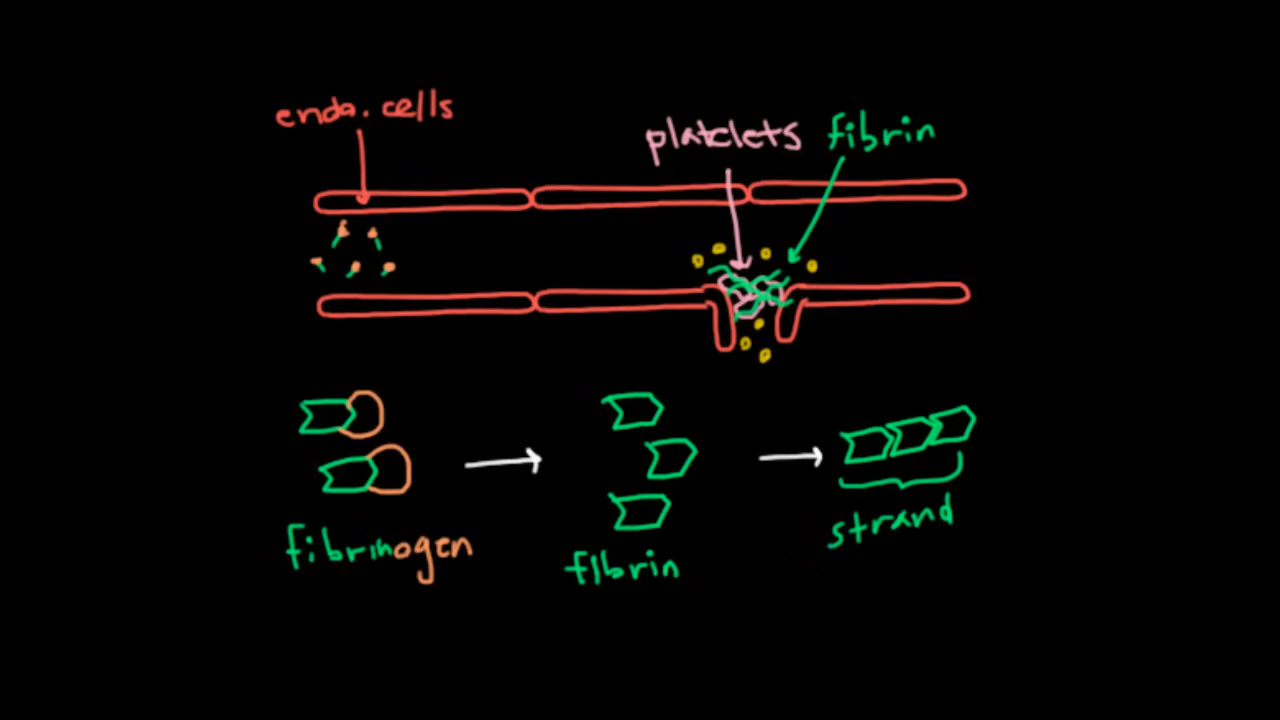 endo. cells
platelets fibrin
fibrinogen
fibrin
strand